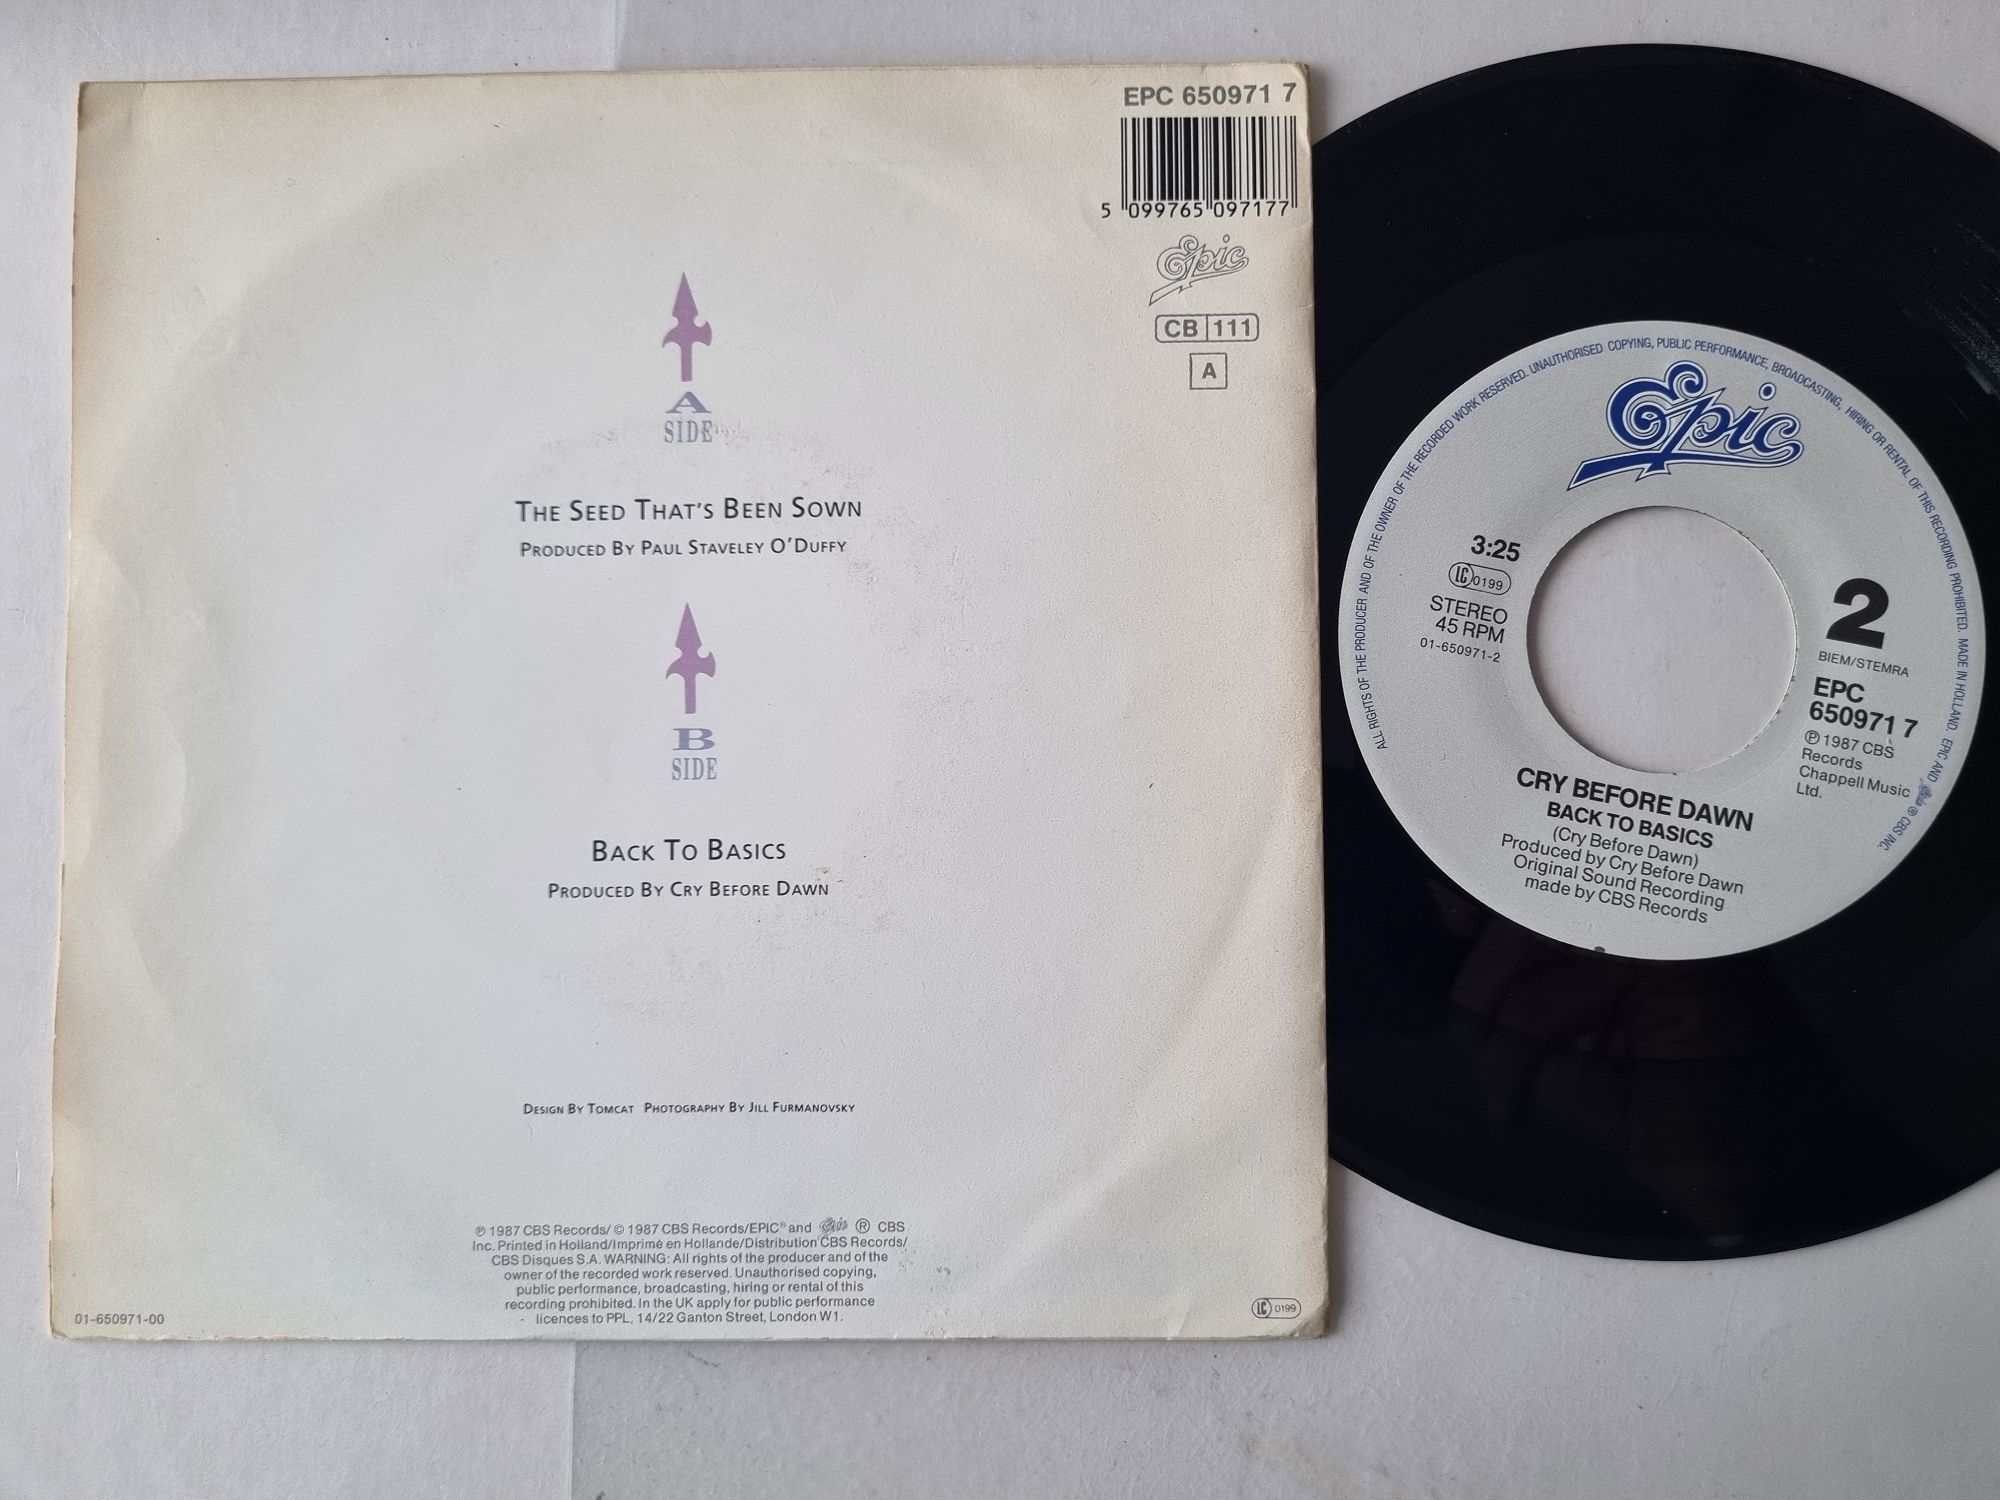 EPC 650971 7
5 099765 097177
Epic
CB 111
A
A
SIDE
THE SEED THAT'S BEEN SOWN
PRODUCED BY PAUL STAVELEY O'DUFFY
B
SIDE
BACK TO BASICS
PRODUCED BY CRY BEFORE DAWN
DESIGN BY TOMCAT PHOTOGRAPHY BY JILL FURMANOVSKY
℗ 1987 CBS Records/ © 1987 CBS Records/EPIC® and Epic ® CBS
Inc. Printed in Holland/Imprimé en Hollande/Distribution CBS Records/
CBS Disques S.A. WARNING: All rights of the producer and of the
owner of the recorded work reserved. Unauthorised copying,
public performance, broadcasting, hiring or rental of this
recording prohibited. In the UK apply for public performance
licences to PPL, 14/22 Ganton Street, London W1.
01-650971-00
LC 0199
ALL RIGHTS OF THE PRODUCER AND OF THE OWNER OF THE RECORDED WORK RESERVED. UNAUTHORISED COPYING, PUBLIC PERFORMANCE, BROADCASTING, HIRING OR RENTAL OF THIS RECORDING PROHIBITED. MADE IN HOLLAND. EPIC AND Epic ® CBS INC.
Epic
3:25
LC 0199
STEREO
45 RPM
01-650971-2
2
BIEM/STEMRA
EPC
650971 7
℗ 1987 CBS
Records
Chappell Music
Ltd.
CRY BEFORE DAWN
BACK TO BASICS
(Cry Before Dawn)
Produced by Cry Before Dawn
Original Sound Recording
made by CBS Records